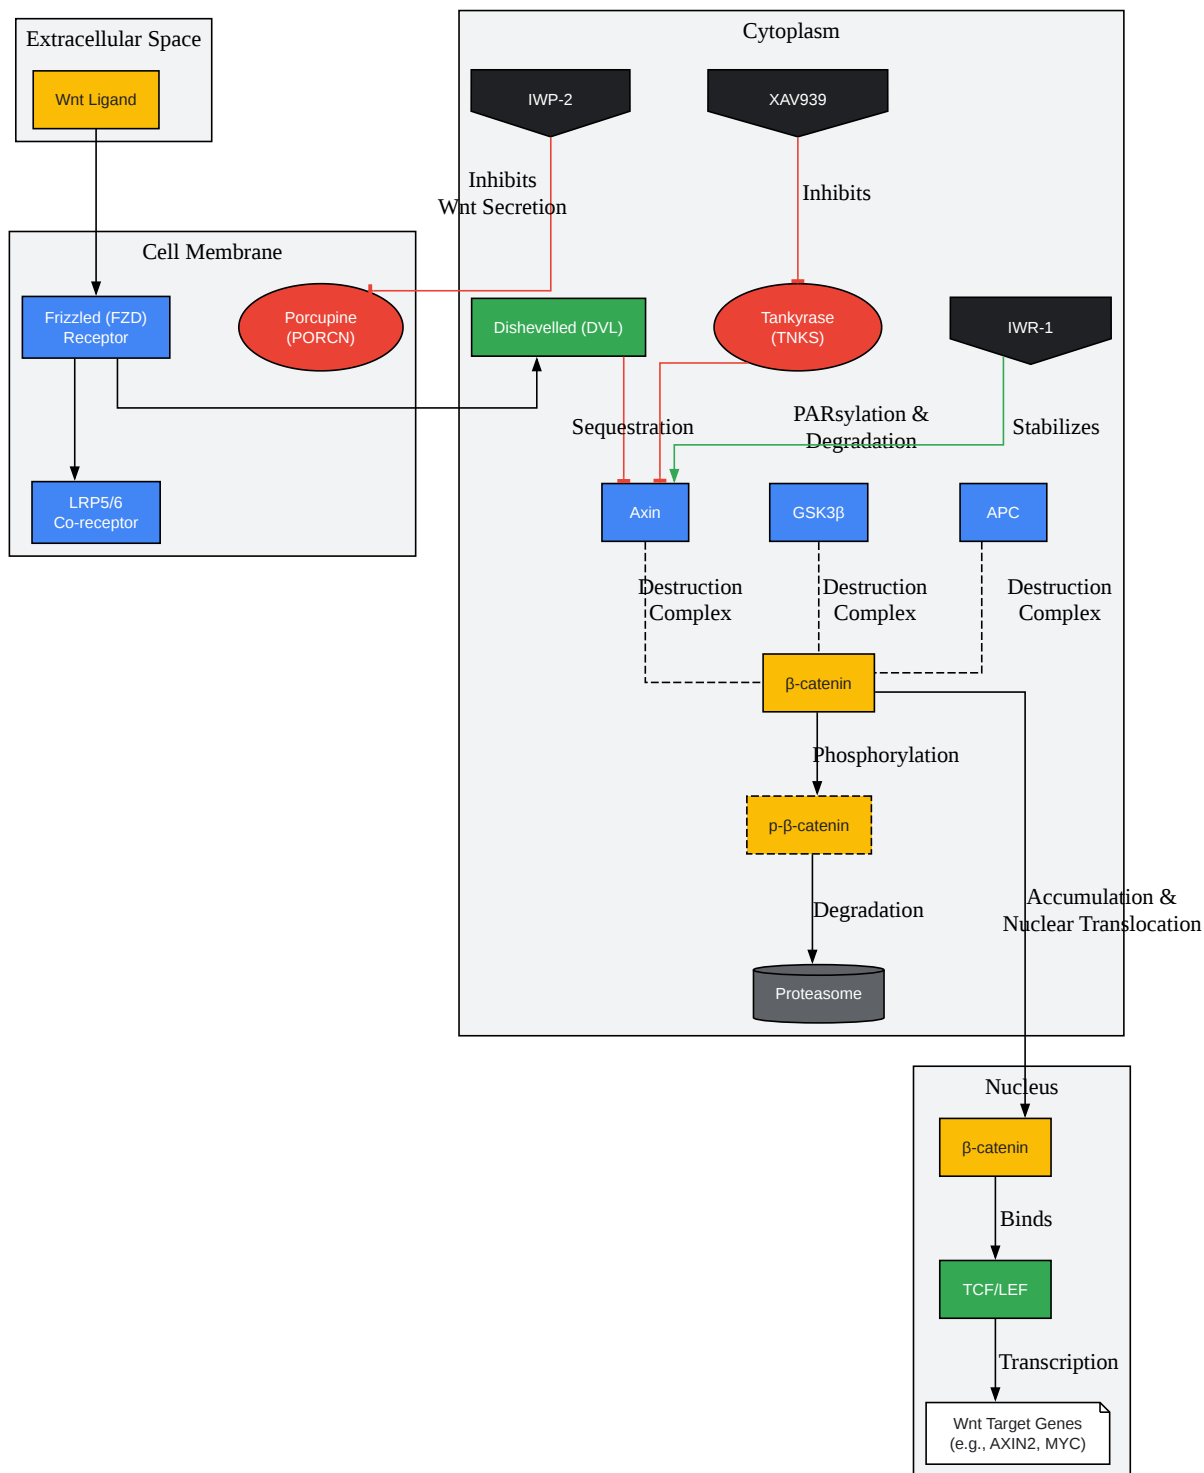 Extracellular Space
Wnt Ligand
Cytoplasm
IWP-2
XAV939
Inhibits
Wnt Secretion
Inhibits
Cell Membrane
Frizzled (FZD)
Receptor
Porcupine
(PORCN)
Dishevelled (DVL)
Tankyrase
(TNKS)
IWR-1
Sequestration
PARsylation &
Degradation
Stabilizes
LRP5/6
Co-receptor
Axin
GSK3β
APC
Destruction
Complex
Destruction
Complex
Destruction
Complex
β-catenin
Phosphorylation
p-β-catenin
Degradation
Accumulation &
Nuclear Translocation
Proteasome
Nucleus
β-catenin
Binds
TCF/LEF
Transcription
Wnt Target Genes
(e.g., AXIN2, MYC)